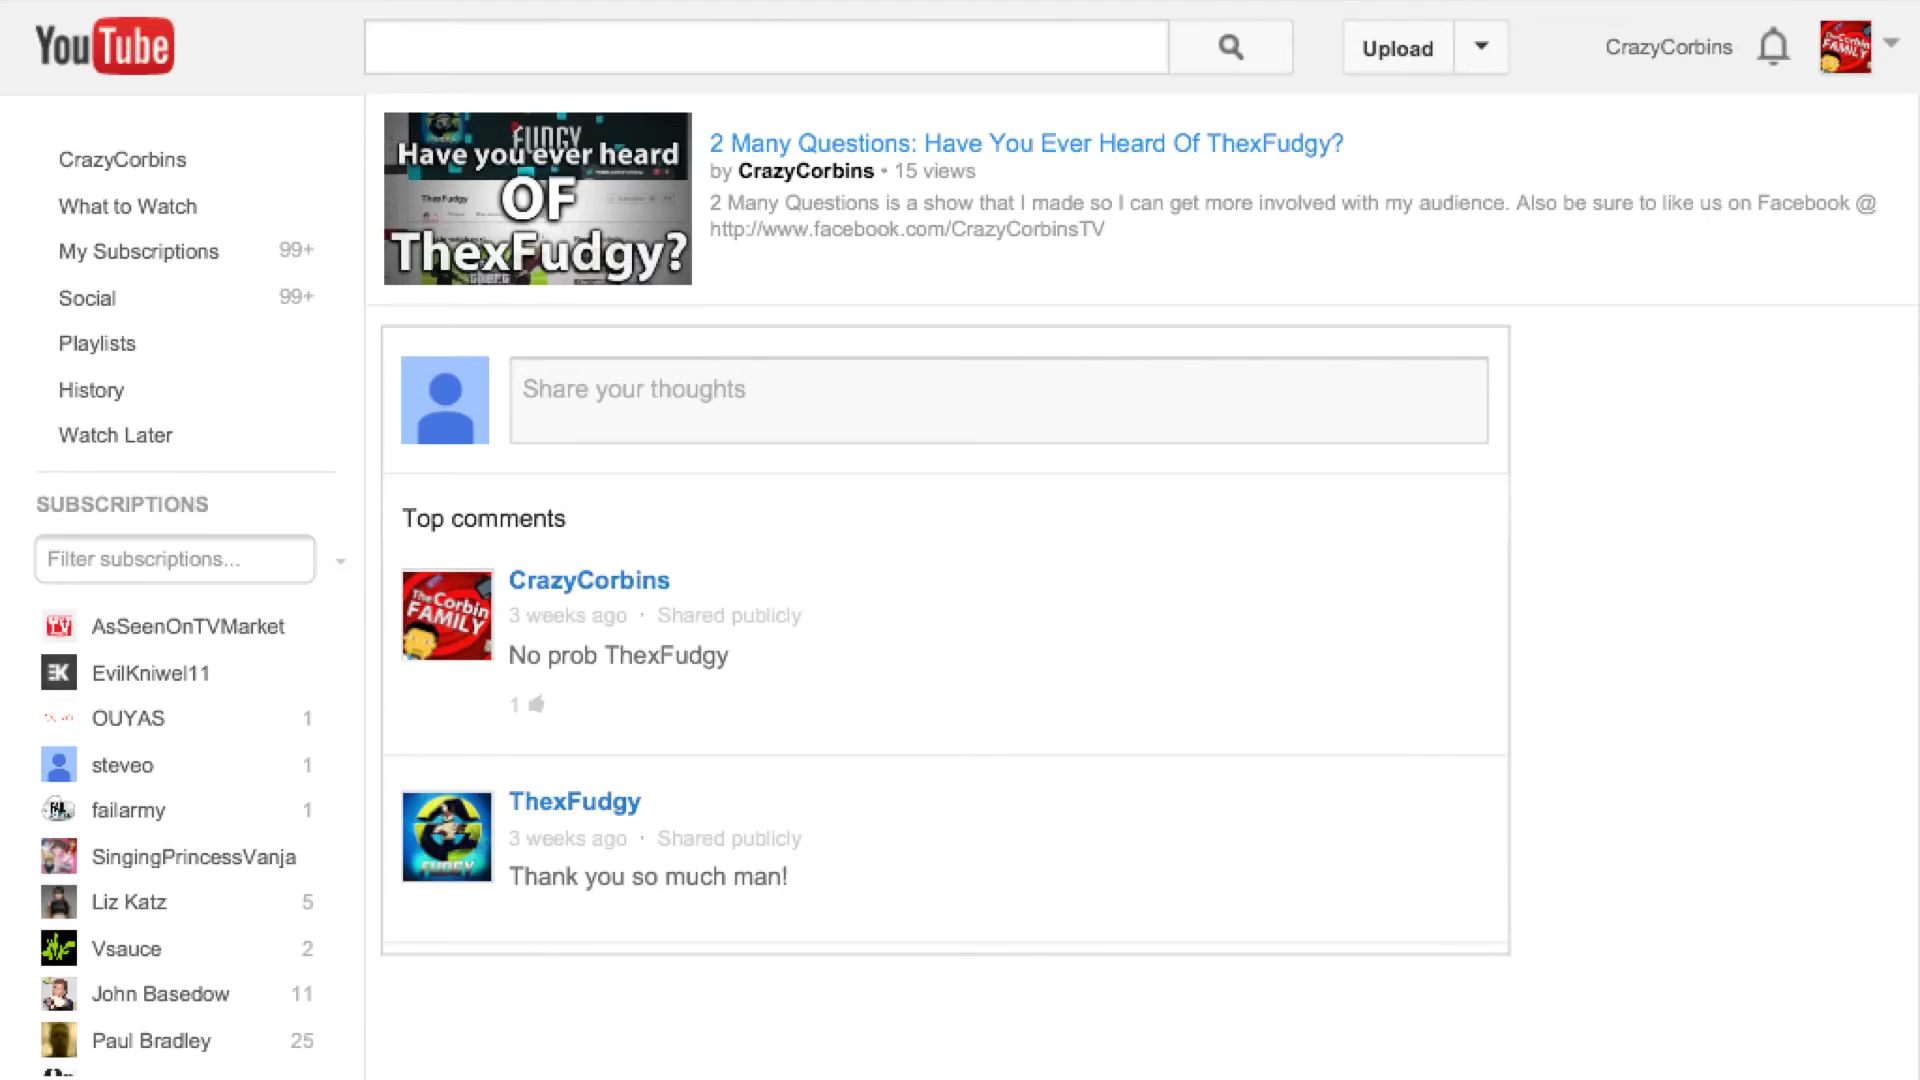 YouTube
Upload
CrazyCorbins
CrazyCorbins
What to Watch
My Subscriptions 99+
Social 99+
Playlists
History
Watch Later
SUBSCRIPTIONS
Filter subscriptions...
AsSeenOnTVMarket
EvilKniwel11
OUYAS 1
steveo 1
failarmy 1
SingingPrincessVanja
Liz Katz 5
Vsauce 2
John Basedow 11
Paul Bradley 25
FUDGY
Have you ever heard
OF
ThexFudgy?
2 Many Questions: Have You Ever Heard Of ThexFudgy?
by CrazyCorbins • 15 views
2 Many Questions is a show that I made so I can get more involved with my audience. Also be sure to like us on Facebook @
http://www.facebook.com/CrazyCorbinsTV
Share your thoughts
Top comments
The Corbin
FAMILY
CrazyCorbins
3 weeks ago · Shared publicly
No prob ThexFudgy
1
FUDGY
ThexFudgy
3 weeks ago · Shared publicly
Thank you so much man!